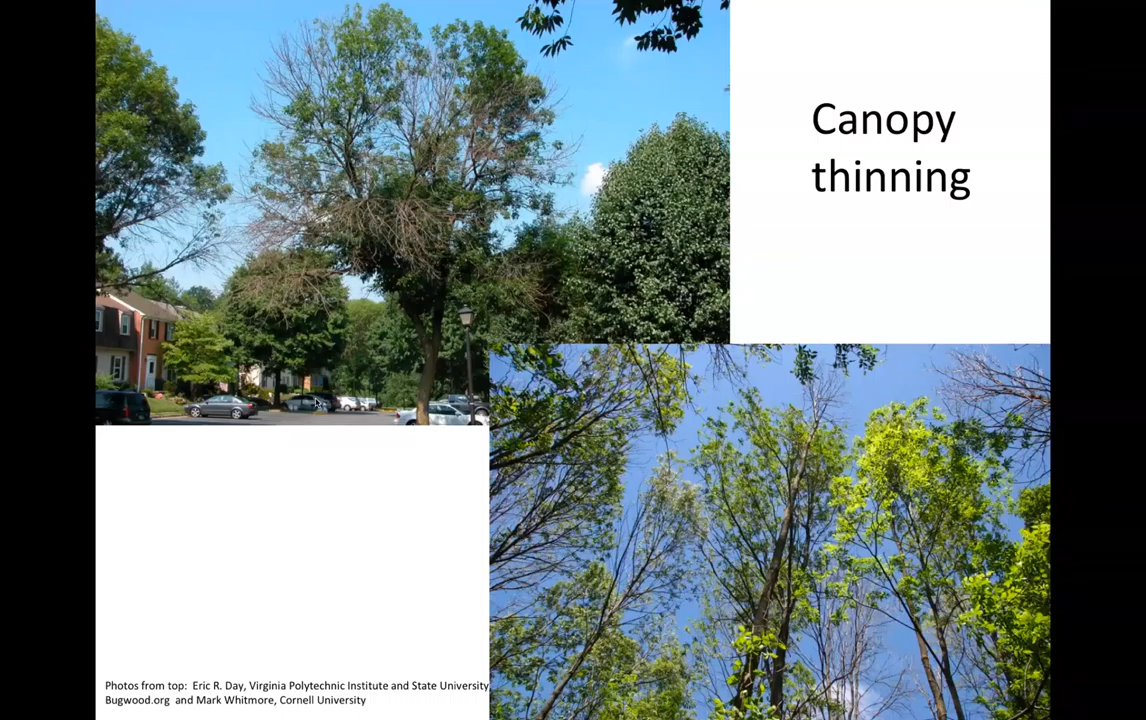 Canopy
thinning
Photos from top:  Eric R. Day, Virginia Polytechnic Institute and State University,
Bugwood.org  and Mark Whitmore, Cornell University